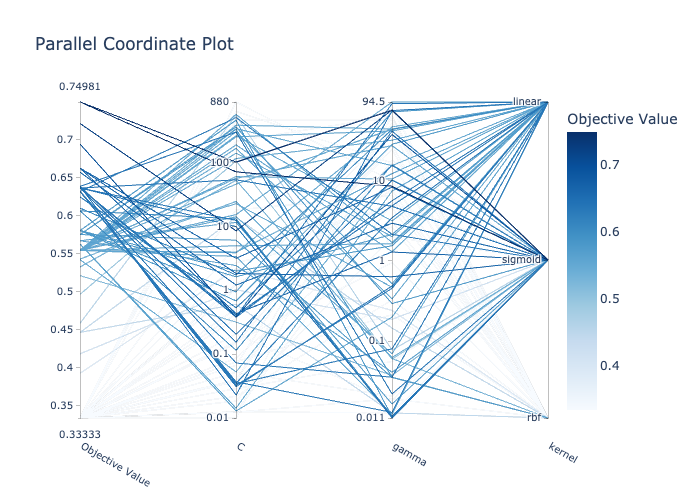 Parallel Coordinate Plot
0.74981
0.7
0.65
0.6
0.55
0.5
0.45
0.4
0.35
0.33333
Objective Value
880
100
10
1
0.1
0.01
C
94.5
10
1
0.1
0.011
gamma
linear
sigmoid
rbf
kernel
Objective Value
0.7
0.6
0.5
0.4